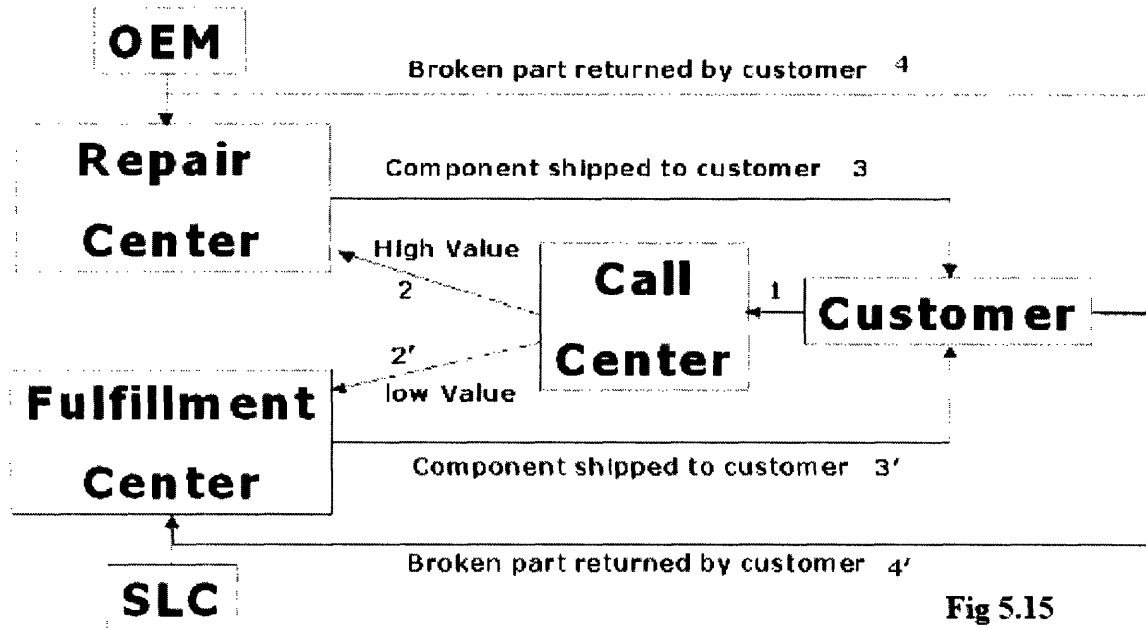 OEM
Broken part returned by customer 4
Repair
Center
Component shipped to customer 3
High Value
2
Call
Center
1
Customer
2'
low Value
Fulfillment
Center
Component shipped to customer 3'
Broken part returned by customer 4'
SLC
Fig 5.15